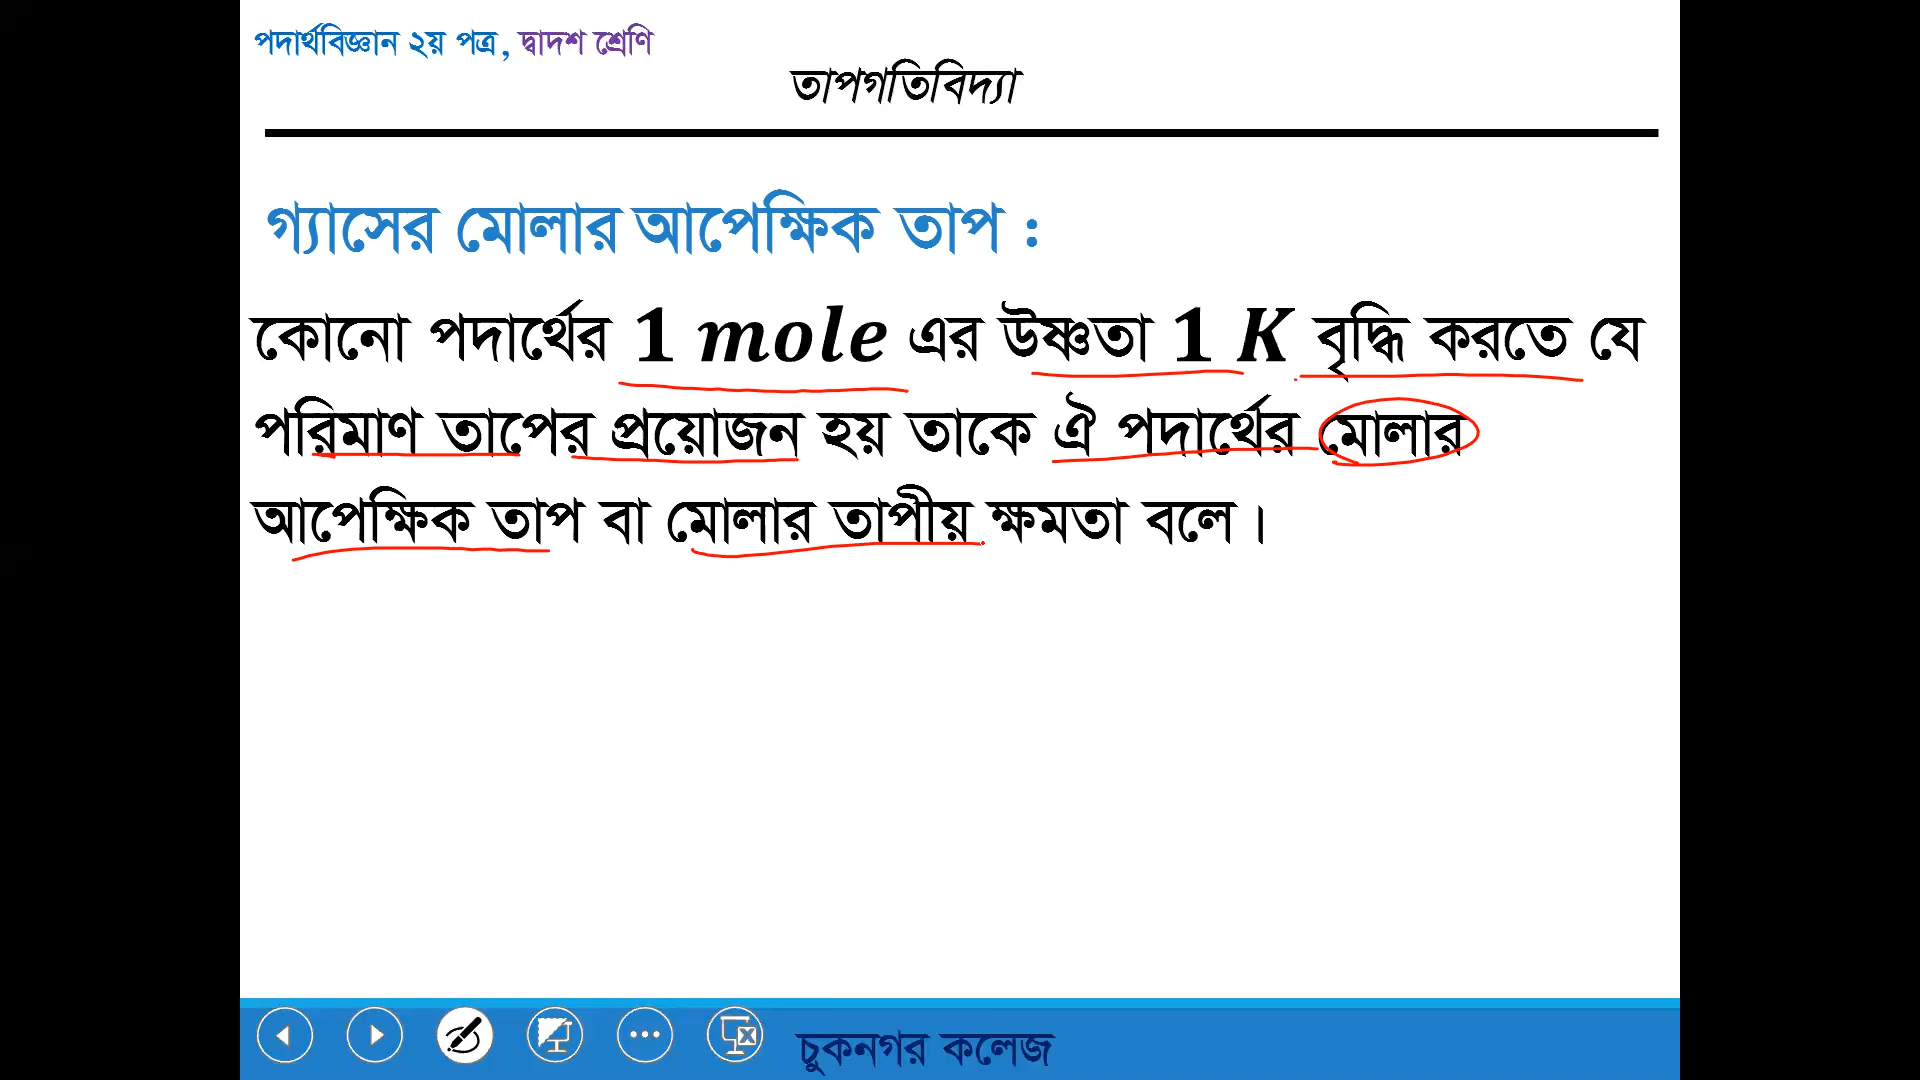 পদার্থবিজ্ঞান ২য় পত্র, দ্বাদশ শ্রেণি
তাপগতিবিদ্যা
গ্যাসের মোলার আপেক্ষিক তাপ :
কোনো পদার্থের 1 mole এর উষ্ণতা 1 K বৃদ্ধি করতে যে
পরিমাণ তাপের প্রয়োজন হয় তাকে ঐ পদার্থের মোলার
আপেক্ষিক তাপ বা মোলার তাপীয় ক্ষমতা বলে।
চুকনগর কলেজ